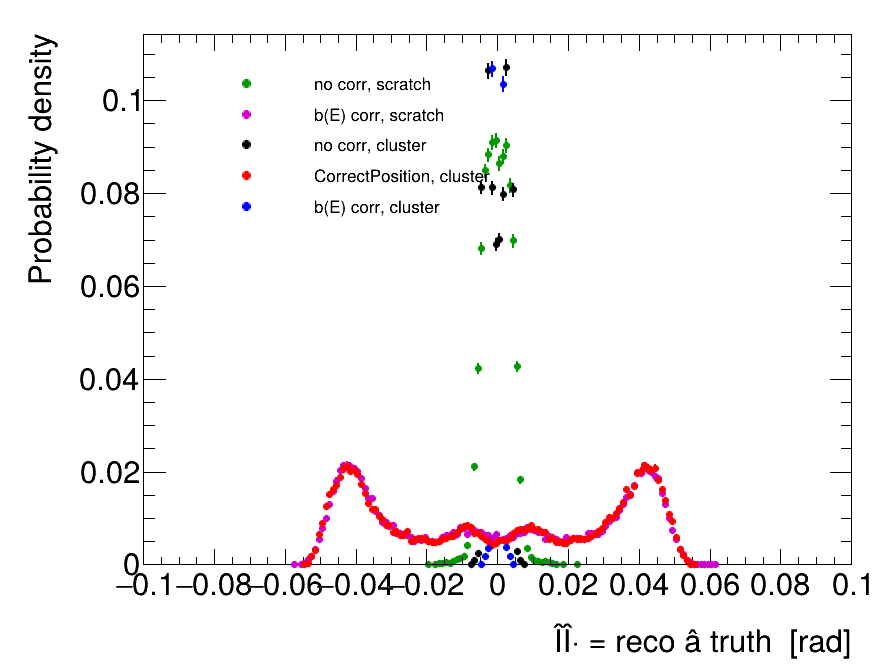 Probability density
no corr, scratch
b(E) corr, scratch
no corr, cluster
CorrectPosition, cluster
b(E) corr, cluster
0.1
0.08
0.06
0.04
0.02
0
−0.1 −0.08 −0.06 −0.04 −0.02 0 0.02 0.04 0.06 0.08 0.1
ÎÎ· = reco â truth [rad]